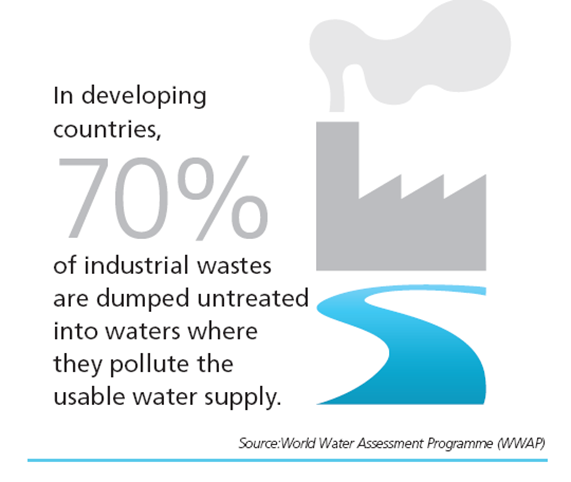 In developing
countries,
70%
of industrial wastes
are dumped untreated
into waters where
they pollute the
usable water supply.
Source:World Water Assessment Programme (WWAP)